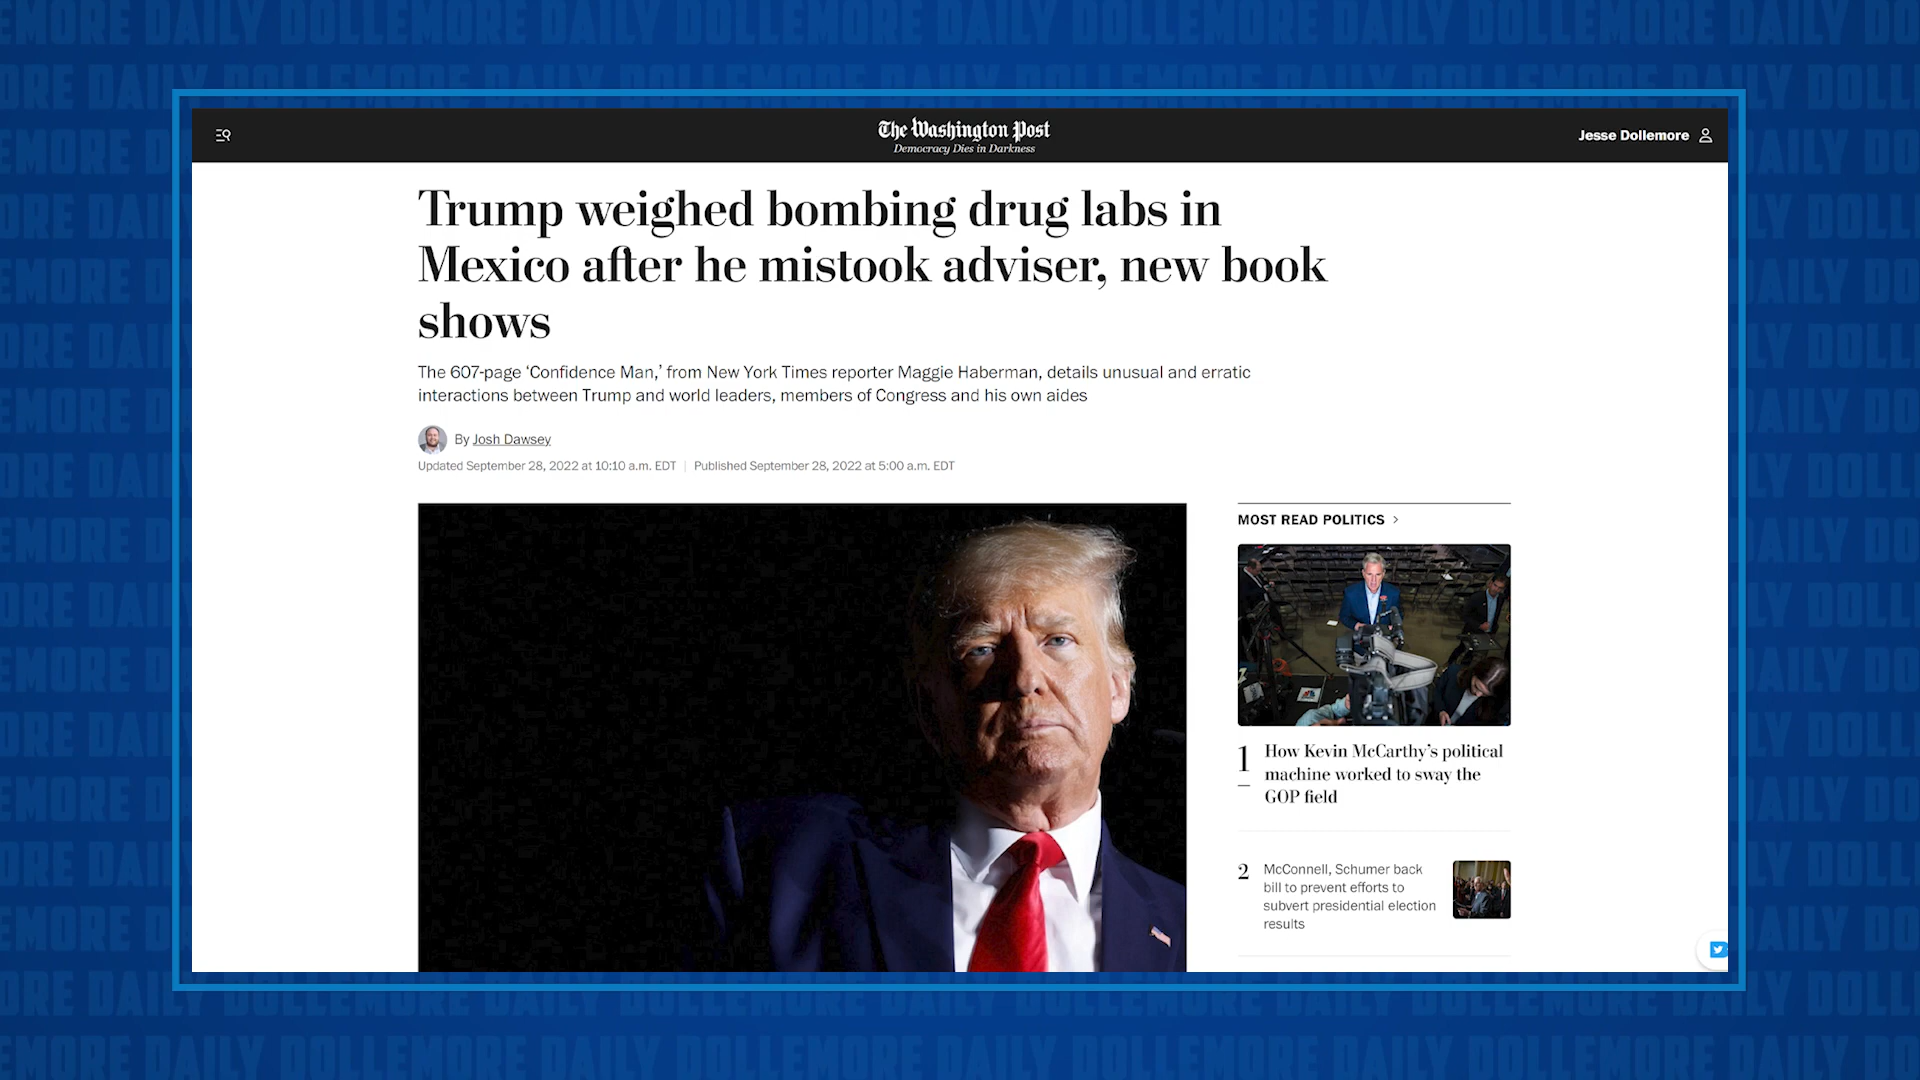 The Washington Post
Democracy Dies in Darkness
Jesse Dollemore
Trump weighed bombing drug labs in
Mexico after he mistook adviser, new book
shows
The 607-page ‘Confidence Man,’ from New York Times reporter Maggie Haberman, details unusual and erratic
interactions between Trump and world leaders, members of Congress and his own aides
By Josh Dawsey
Updated September 28, 2022 at 10:10 a.m. EDT | Published September 28, 2022 at 5:00 a.m. EDT
MOST READ POLITICS >
1
How Kevin McCarthy’s political
machine worked to sway the
GOP field
2
McConnell, Schumer back
bill to prevent efforts to
subvert presidential election
results
DAILY DOLLEMORE